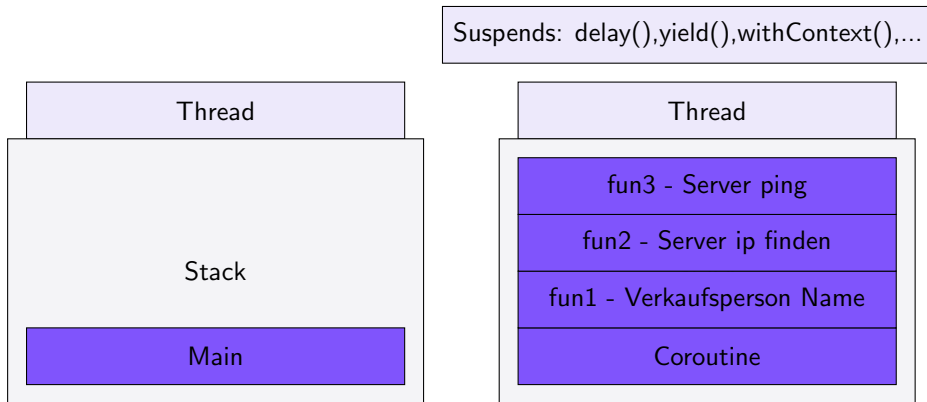 Suspends: delay(),yield(),withContext(),...
Thread
Thread
Stack
Main
fun3 - Server ping
fun2 - Server ip finden
fun1 - Verkaufsperson Name
Coroutine